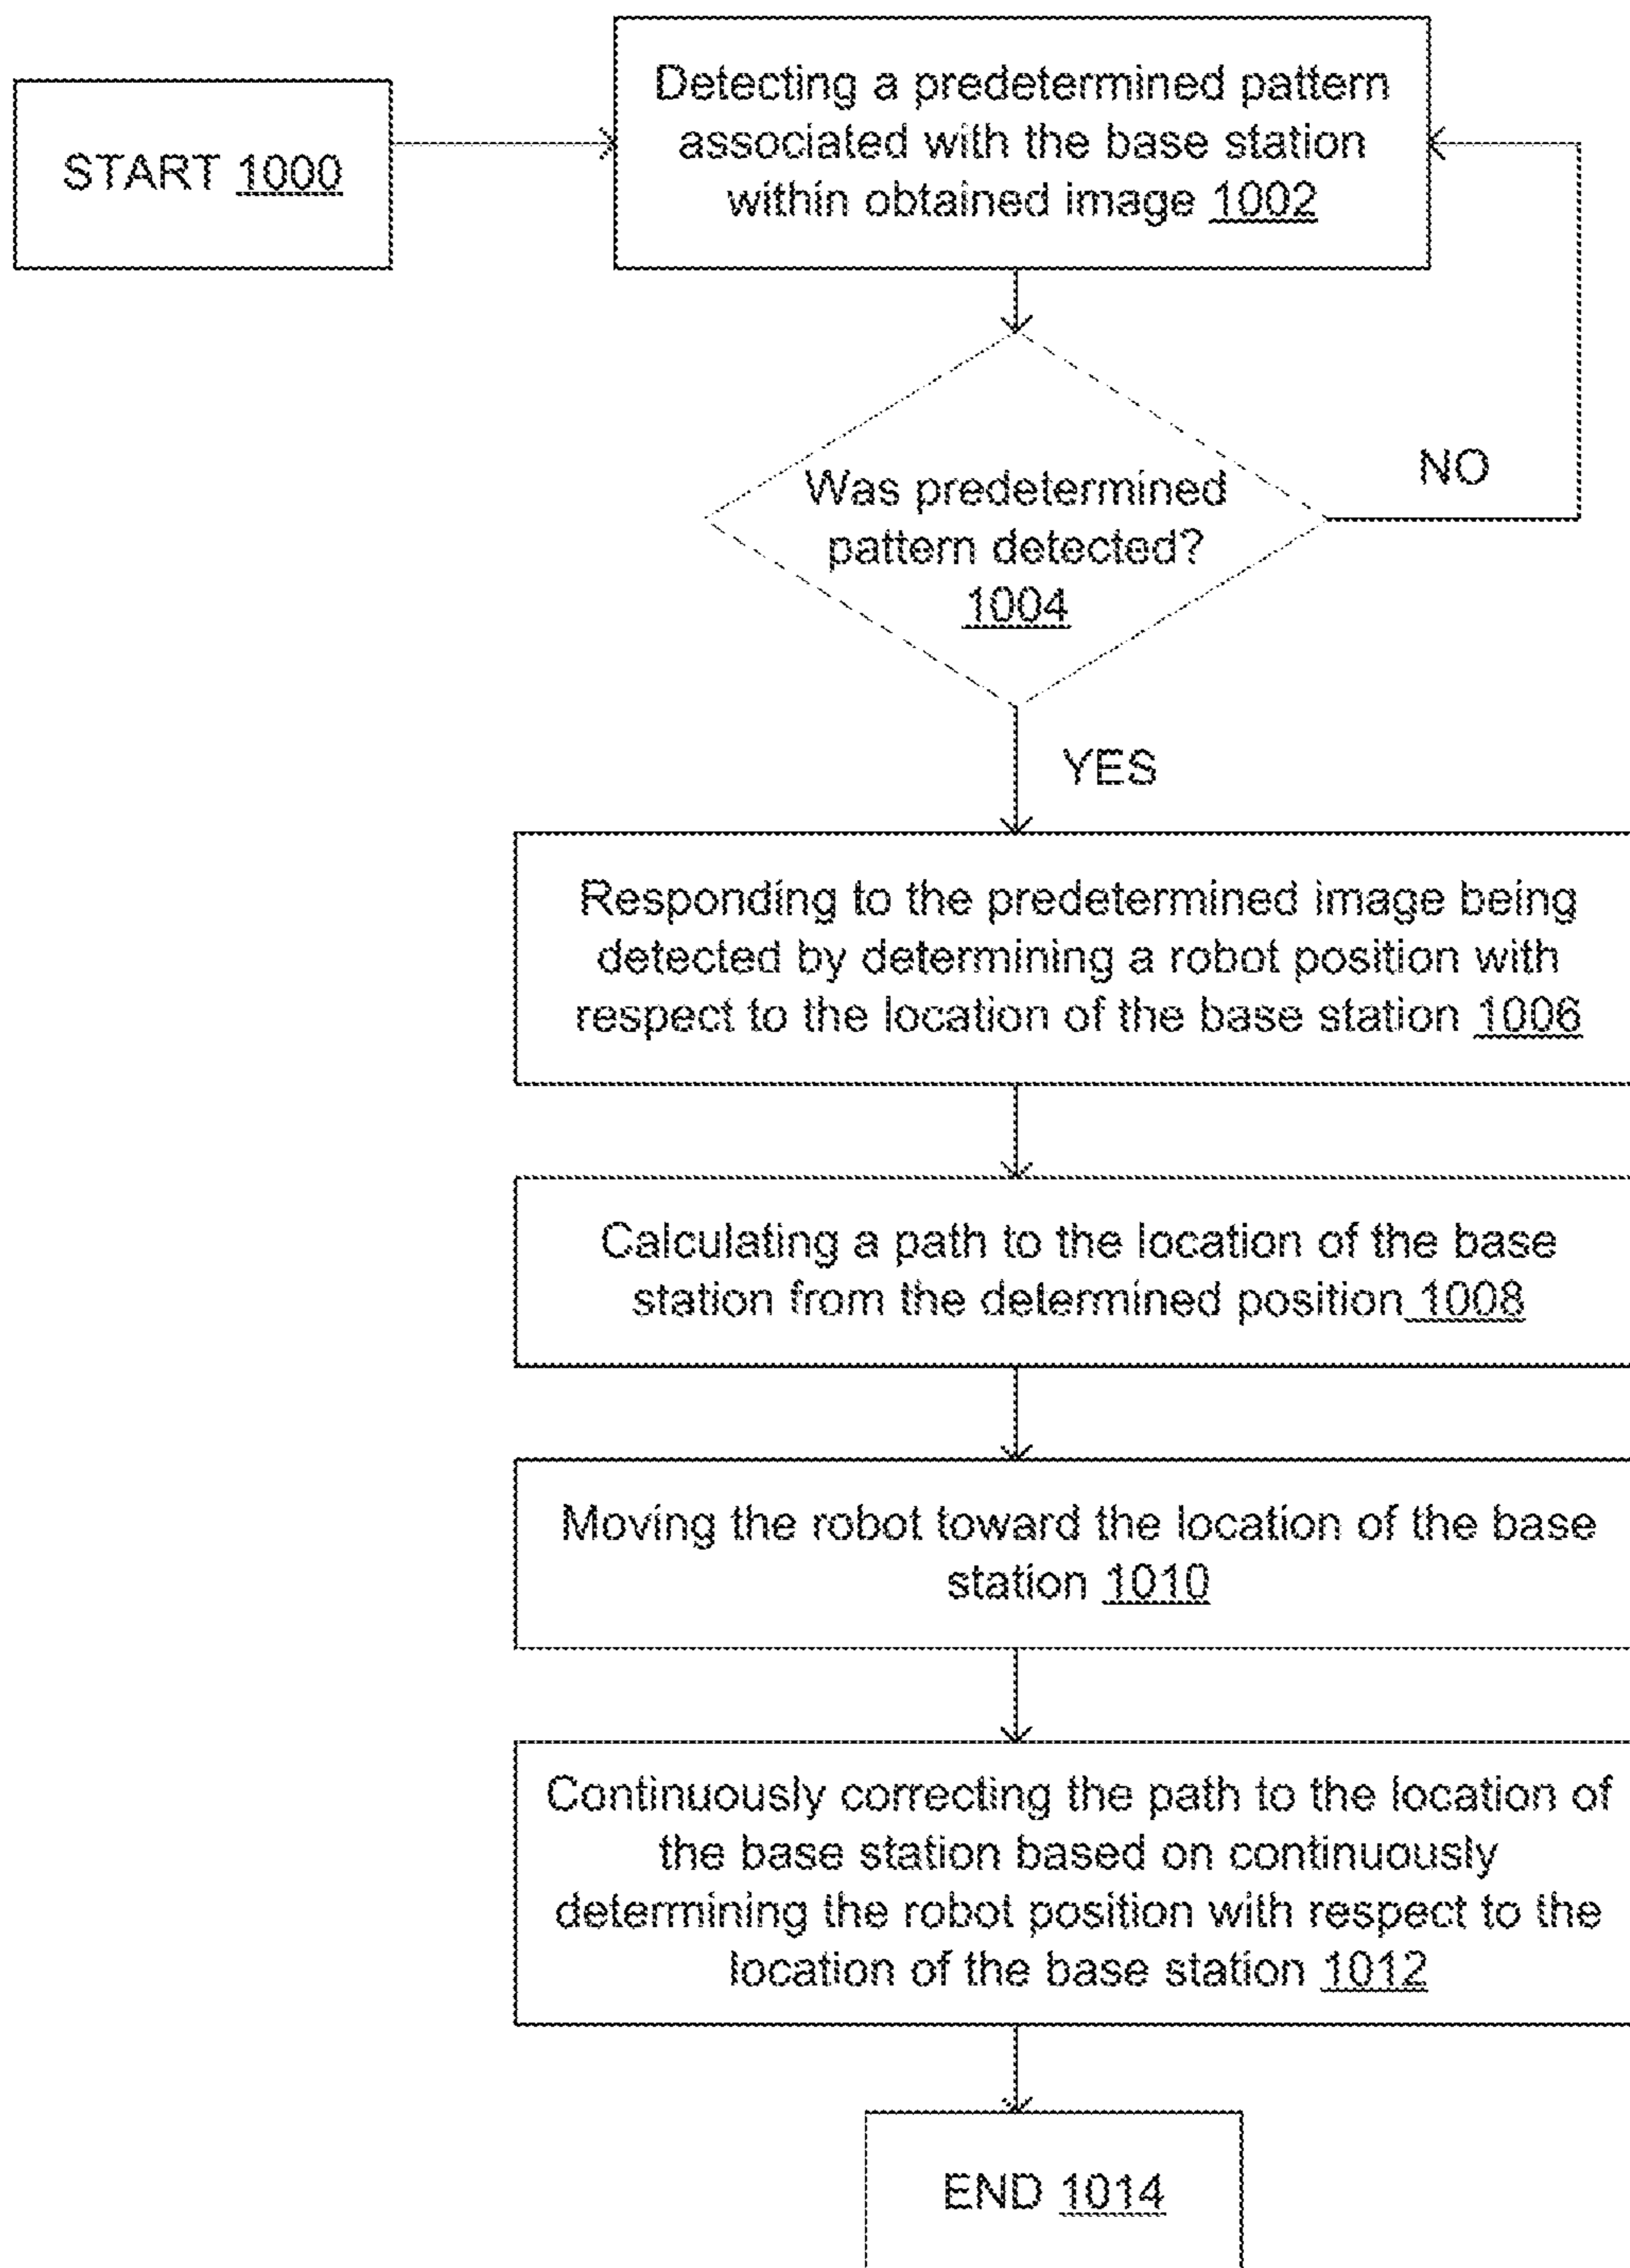 START 1000
Detecting a predetermined pattern
associated with the base station
within obtained image 1002
Was predetermined
pattern detected?
1004
NO
YES
Responding to the predetermined image being
detected by determining a robot position with
respect to the location of the base station 1006
Calculating a path to the location of the base
station from the determined position 1008
Moving the robot toward the location of the base
station 1010
Continuously correcting the path to the location of
the base station based on continuously
determining the robot position with respect to the
location of the base station 1012
END 1014